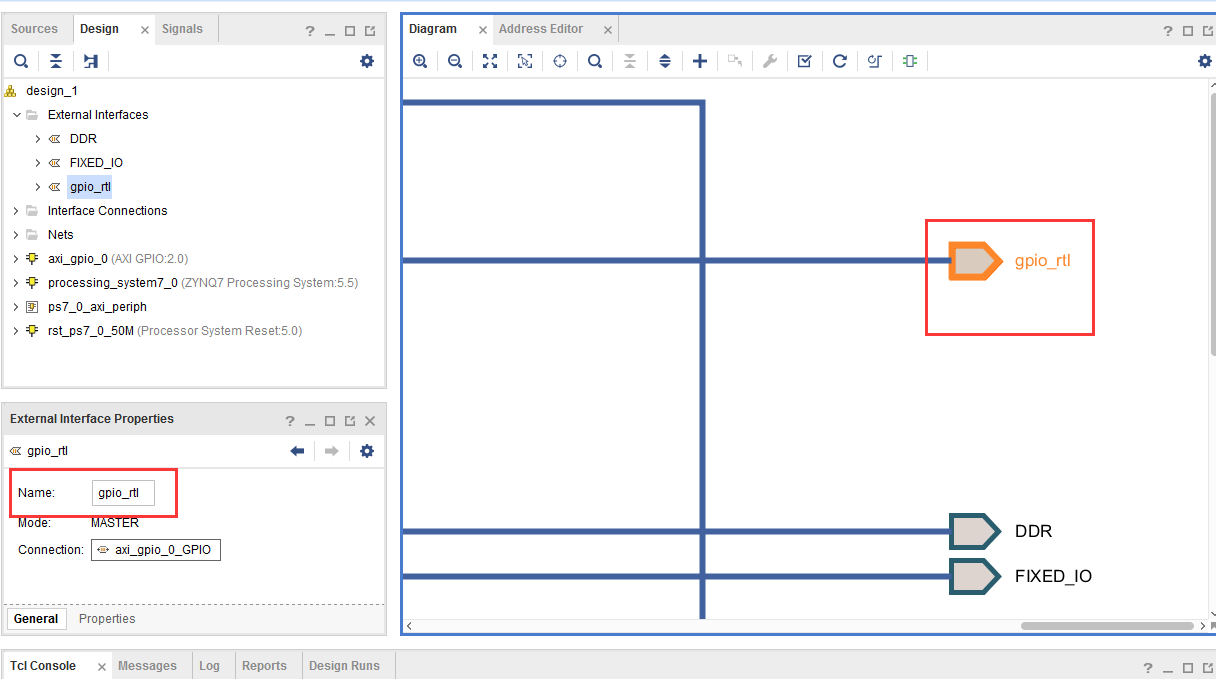 Sources Design Signals
design_1
External Interfaces
DDR
FIXED_IO
gpio_rtl
Interface Connections
Nets
axi_gpio_0 (AXI GPIO:2.0)
processing_system7_0 (ZYNQ7 Processing System:5.5)
ps7_0_axi_periph
rst_ps7_0_50M (Processor System Reset:5.0)
External Interface Properties
gpio_rtl
Name: gpio_rtl
Mode: MASTER
Connection: axi_gpio_0_GPIO
General Properties
Diagram Address Editor
gpio_rtl
DDR
FIXED_IO
Tcl Console Messages Log Reports Design Runs